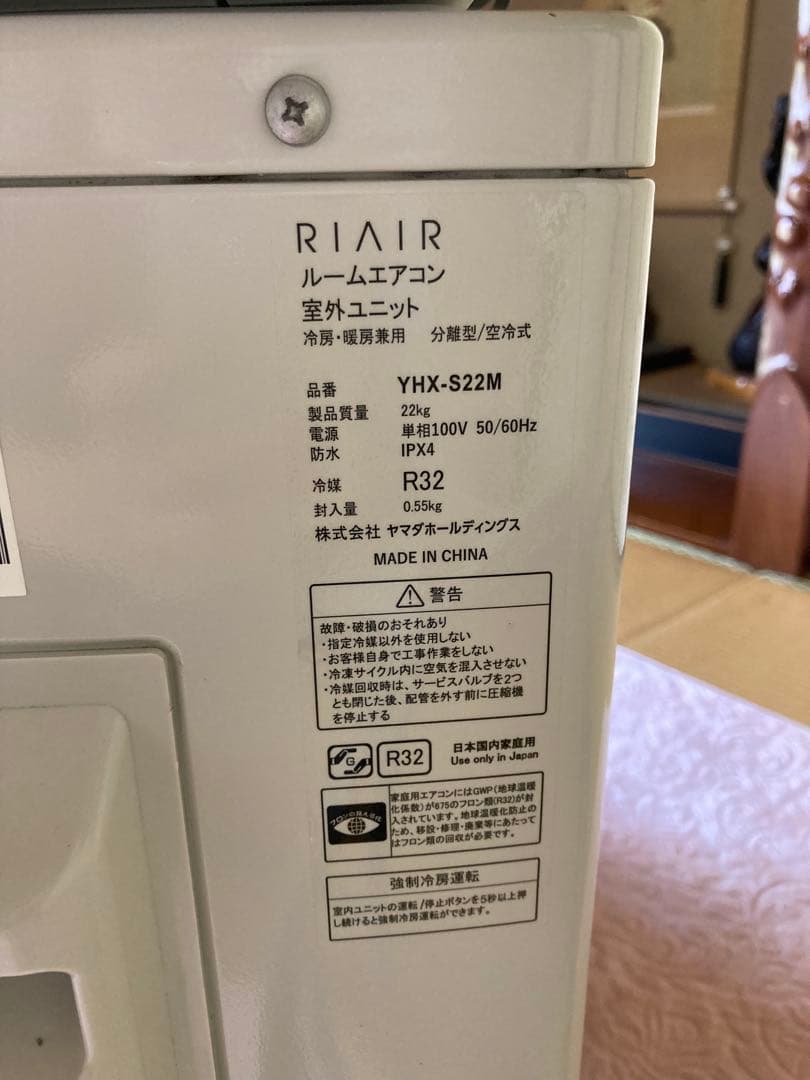 RIAIR
ルームエアコン
室外ユニット
冷房・暖房兼用 分離型/空冷式
品番 YHX-S22M
製品質量 22kg
電源 単相100V 50/60Hz
防水 IPX4
冷媒 R32
封入量 0.55kg
株式会社 ヤマダホールディングス
MADE IN CHINA
警告
故障・破損のおそれあり
・指定冷媒以外を使用しない
・お客様自身で工事作業をしない
・冷凍サイクル内に空気を混入させない
・冷媒回収時は、サービスバルブを2つ
とも閉じた後、配管を外す前に圧縮機
を停止する
G R32 日本国内家庭用
Use only in Japan
フロンの見える化
家庭用エアコンにはGWP(地球温暖
化係数)が675のフロン類(R32)が封
入されています。地球温暖化防止の
ため、移設・修理・廃棄等にあたって
はフロン類の回収が必要です。
強制冷房運転
室内ユニットの運転/停止ボタンを5秒以上押
し続けると強制冷房運転ができます。